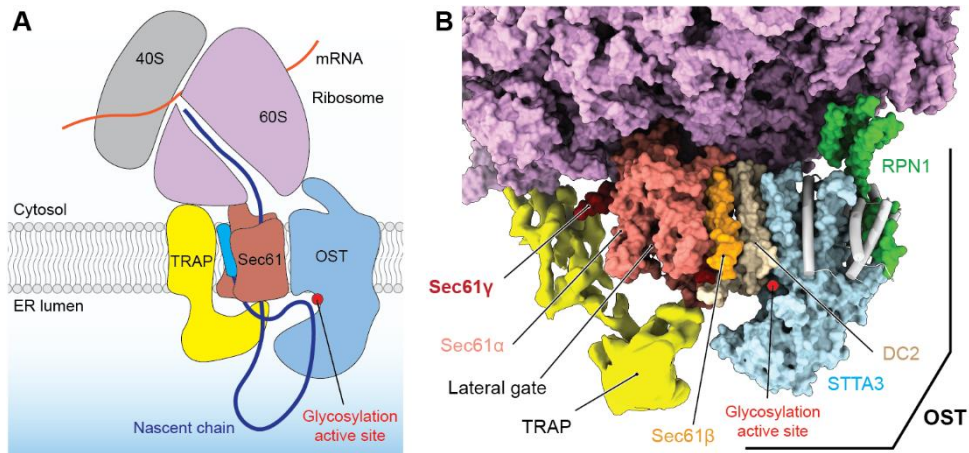 A
40S
mRNA
Ribosome
60S
Cytosol
TRAP
Sec61
OST
ER lumen
Nascent chain
Glycosylation
active site
B
RPN1
Sec61γ
Sec61α
Lateral gate
TRAP
Sec61β
Glycosylation
active site
DC2
STTA3
OST